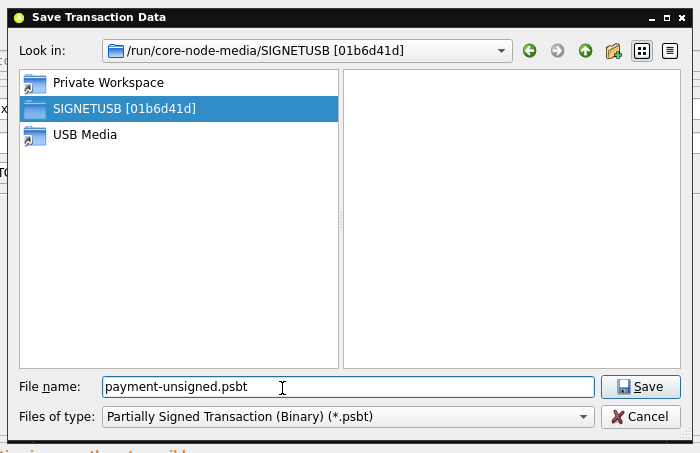 Save Transaction Data
Look in: /run/core-node-media/SIGNETUSB [01b6d41d]
Private Workspace
SIGNETUSB [01b6d41d]
USB Media
File name: payment-unsigned.psbt Save
Files of type: Partially Signed Transaction (Binary) (*.psbt) Cancel